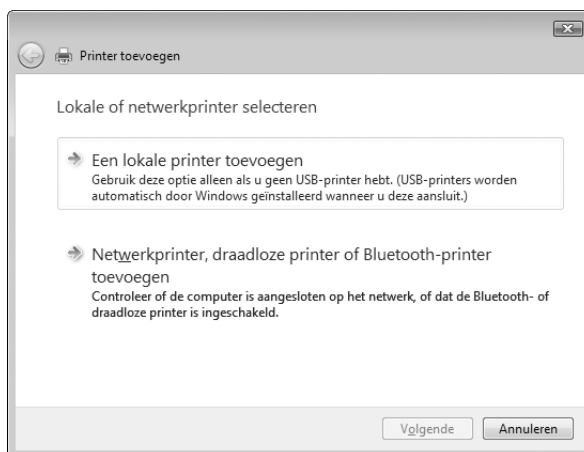 Printer toevoegen
Lokale of netwerkprinter selecteren
Een lokale printer toevoegen
Gebruik deze optie alleen als u geen USB-printer hebt. (USB-printers worden
automatisch door Windows geïnstalleerd wanneer u deze aansluit.)
Netwerkprinter, draadloze printer of Bluetooth-printer
toevoegen
Controleer of de computer is aangesloten op het netwerk, of dat de Bluetooth- of
draadloze printer is ingeschakeld.
Volgende
Annuleren